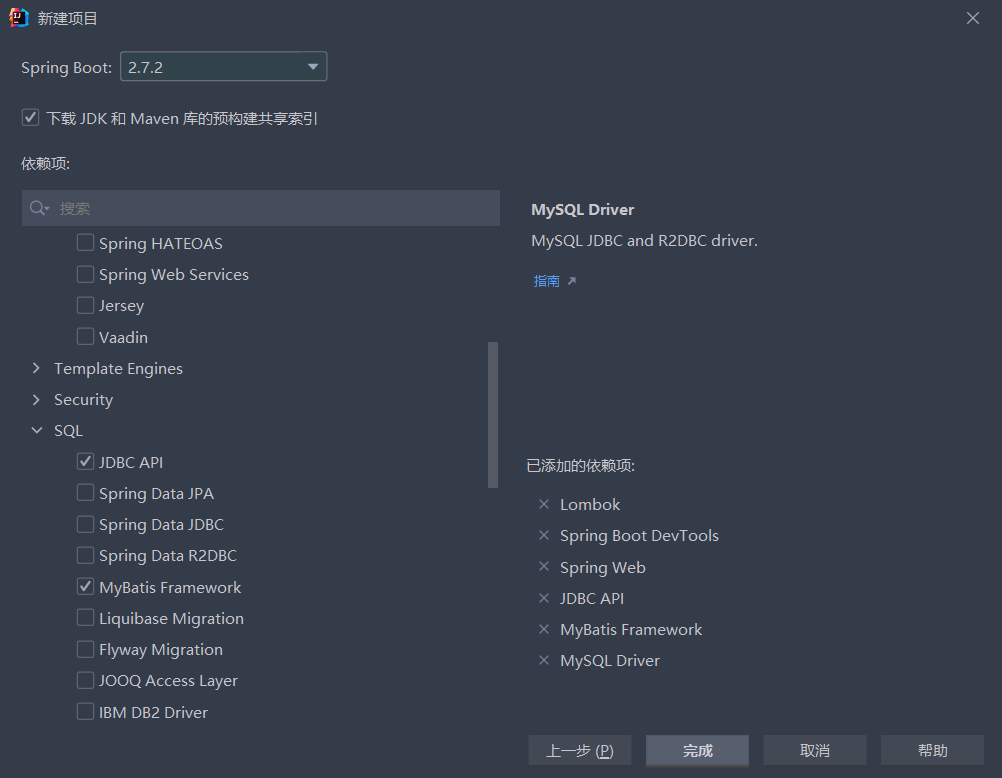 新建项目
Spring Boot: 2.7.2
下载 JDK 和 Maven 库的预构建共享索引
依赖项:
搜索
Spring HATEOAS
Spring Web Services
Jersey
Vaadin
Template Engines
Security
SQL
JDBC API
Spring Data JPA
Spring Data JDBC
Spring Data R2DBC
MyBatis Framework
Liquibase Migration
Flyway Migration
JOOQ Access Layer
IBM DB2 Driver
MySQL Driver
MySQL JDBC and R2DBC driver.
指南
已添加的依赖项:
Lombok
Spring Boot DevTools
Spring Web
JDBC API
MyBatis Framework
MySQL Driver
上一步 (P) 完成 取消 帮助